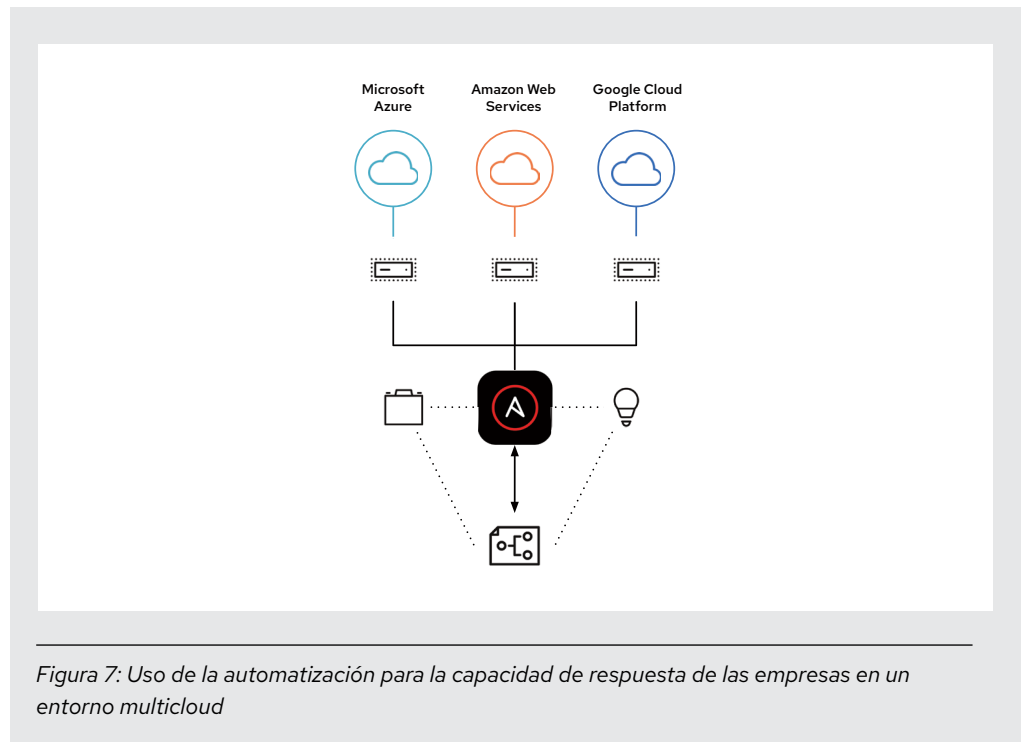 Microsoft
Azure
Amazon Web
Services
Google Cloud
Platform
Figura 7: Uso de la automatización para la capacidad de respuesta de las empresas en un
entorno multicloud